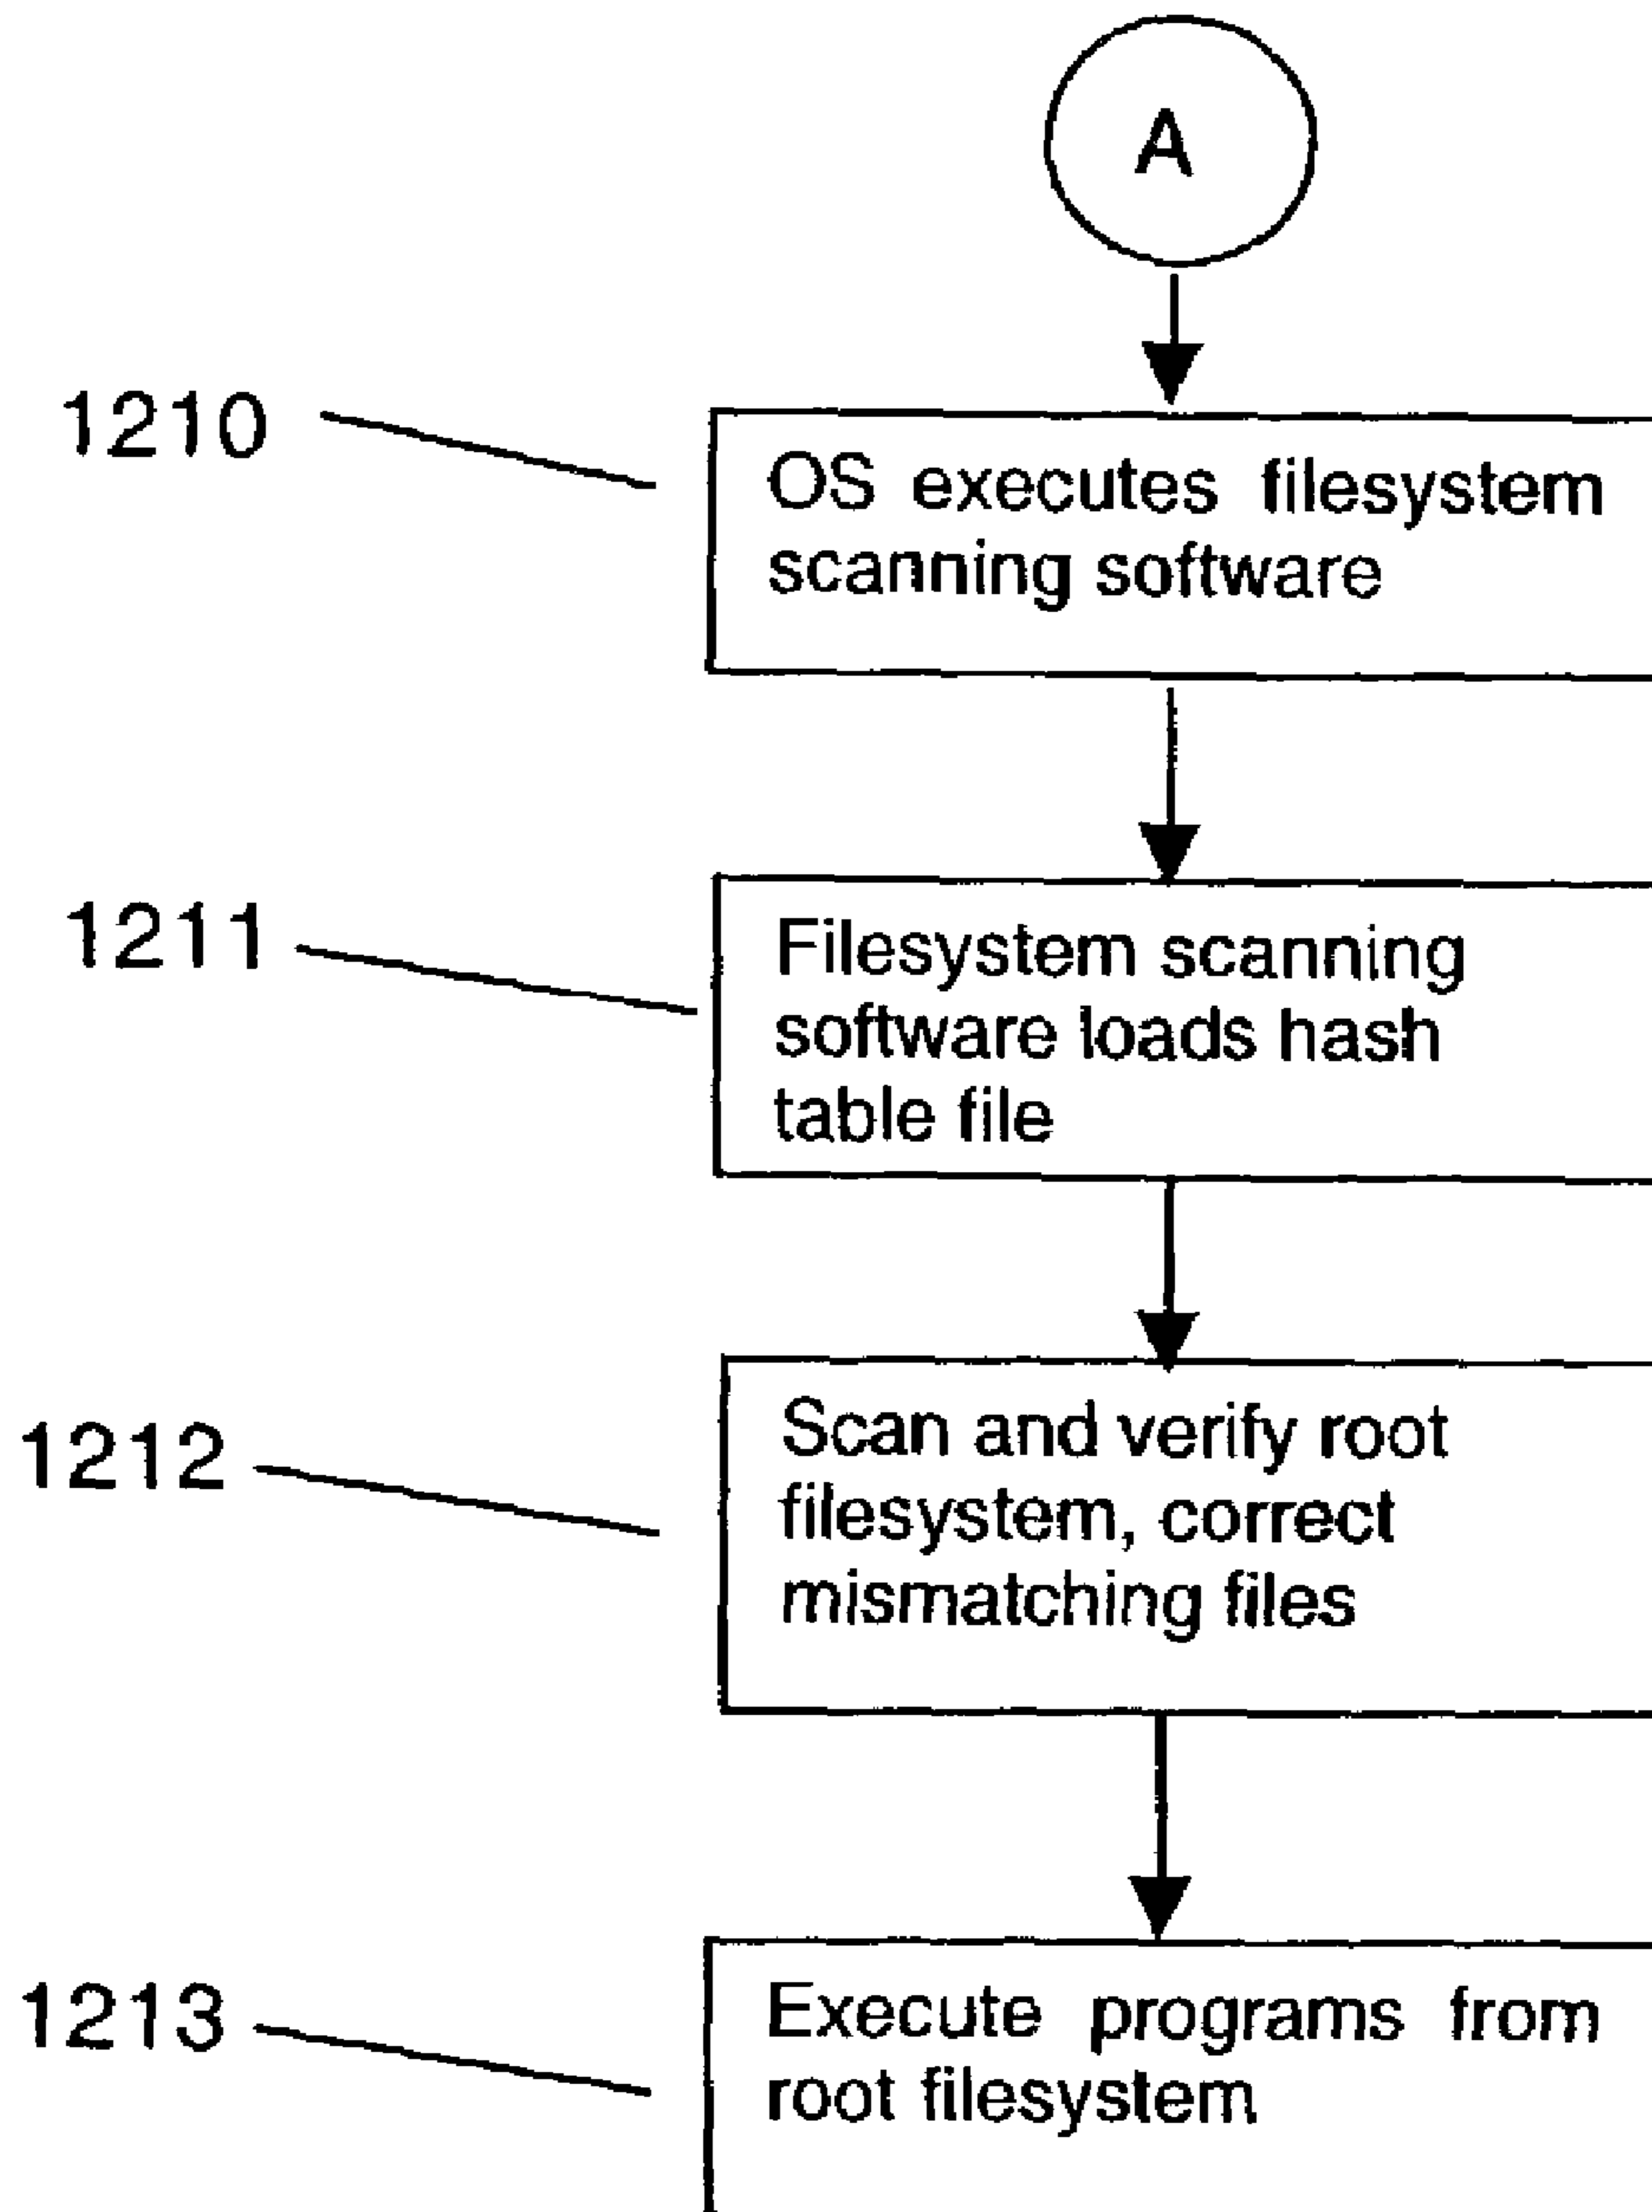 A
1210
OS executes filesystem
scanning software
1211
Filesystem scanning
software loads hash
table file
1212
Scan and verify root
filesystem, correct
mismatching files
1213
Execute programs from
root filesystem